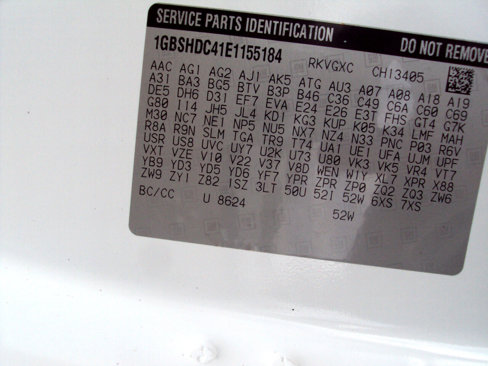 SERVICE PARTS IDENTIFICATION DO NOT REMOVE
1GBSHDC41E1155184 RKVGXC CH13405
AAC AG1 AG2 AJ1 AK5 ATG AU3 A07 A08 A18 A19
A31 BA3 BG5 BTV B3P B46 C36 C49 C6A C60 C69
DE5 DH6 D31 EF7 EVA E24 E26 E3T FHS GT4 G7K
G80 I14 JH5 JL4 KD1 KG3 KUP K05 K34 LMF MAH
M30 NC7 NE1 NP5 NU5 NX7 NZ4 N33 PNC P03 R6V
R8A R9N SLM TGA TR9 T74 UA1 UE1 UFA UJM UPF
USR US8 UVC UY7 U2K U73 U80 VK3 VK5 VR4 VT7
VXT VZE V10 V22 V37 V8D WEN W1Y XL7 XPR X88
YB9 YD3 YD5 YD6 YF7 YPR ZPR ZP0 ZQ2 ZQ3 ZW6
ZW9 ZY1 Z82 1SZ 3LT 50U 52I 52W 6XS 7XS
BC/CC U 8624 52W